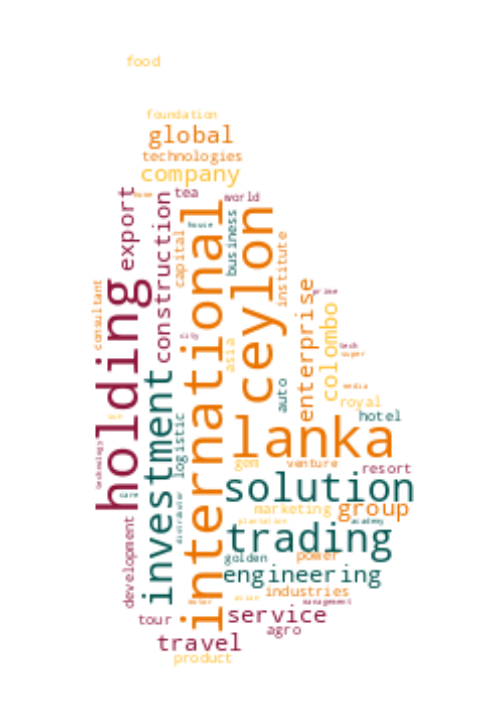 food
foundation
global
technologies
company
home
tea
world
export
construction
international
ceylon
business
house
capital
institute
holding
consultant
city
asia
enterprise
prime
colombo
tech
super
investment
auto
media
royal
hotel
lanka
logistic
technology
gem
venture
resort
care
solution
distributor
marketing
group
plantation
academy
trading
development
golden
power
engineering
industries
management
motor
tour
service
agro
travel
product